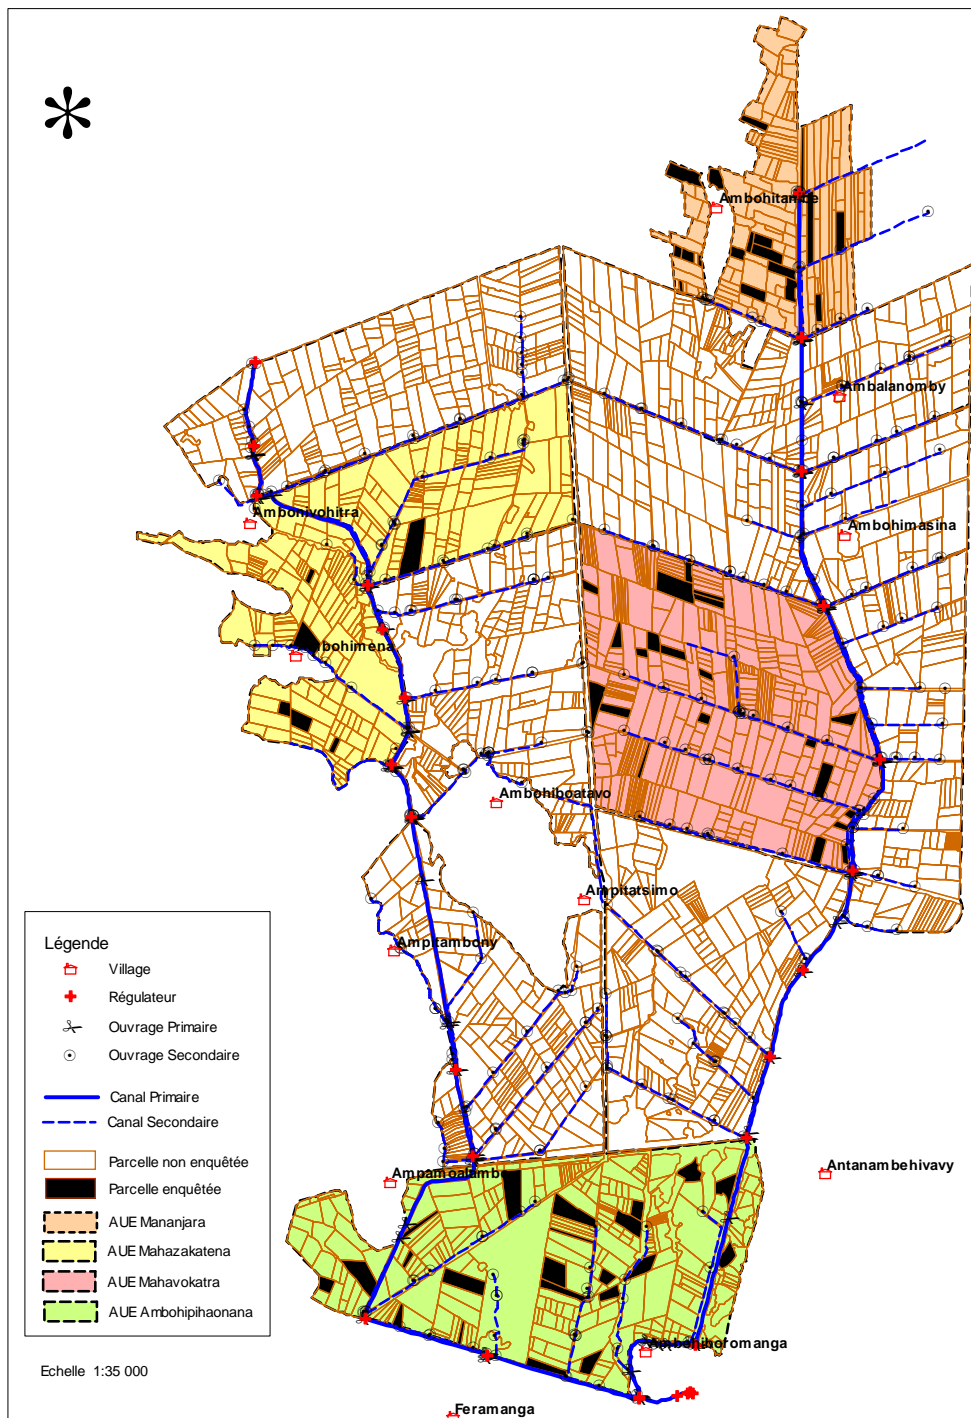 Ambohitambe
Ambalanomby
Ambonivohitra
Ambohimasina
Ambohimena
Ambohiboatavo
Ampitatsimo
Ampitambony
Légende
Village
Régulateur
Ouvrage Primaire
Ouvrage Secondaire
Canal Primaire
Canal Secondaire
Parcelle non enquêtée
Parcelle enquêtée
AUE Mananjara
AUE Mahazakatena
AUE Mahavokatra
AUE Ambohipihaonana
Ampamoalambo
Antanambehivavy
Echelle 1:35 000
Feramanga